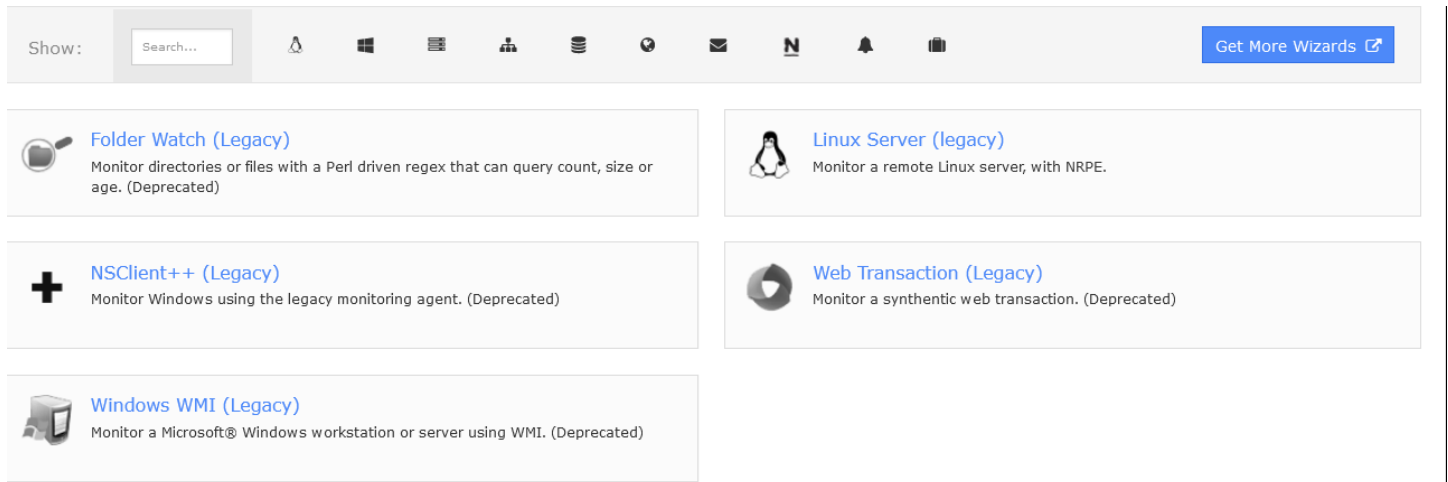 Show:
Search...
N
Get More Wizards
Folder Watch (Legacy)
Monitor directories or files with a Perl driven regex that can query count, size or
age. (Deprecated)
Linux Server (legacy)
Monitor a remote Linux server, with NRPE.
NSClient++ (Legacy)
Monitor Windows using the legacy monitoring agent. (Deprecated)
Web Transaction (Legacy)
Monitor a synthentic web transaction. (Deprecated)
Windows WMI (Legacy)
Monitor a Microsoft® Windows workstation or server using WMI. (Deprecated)